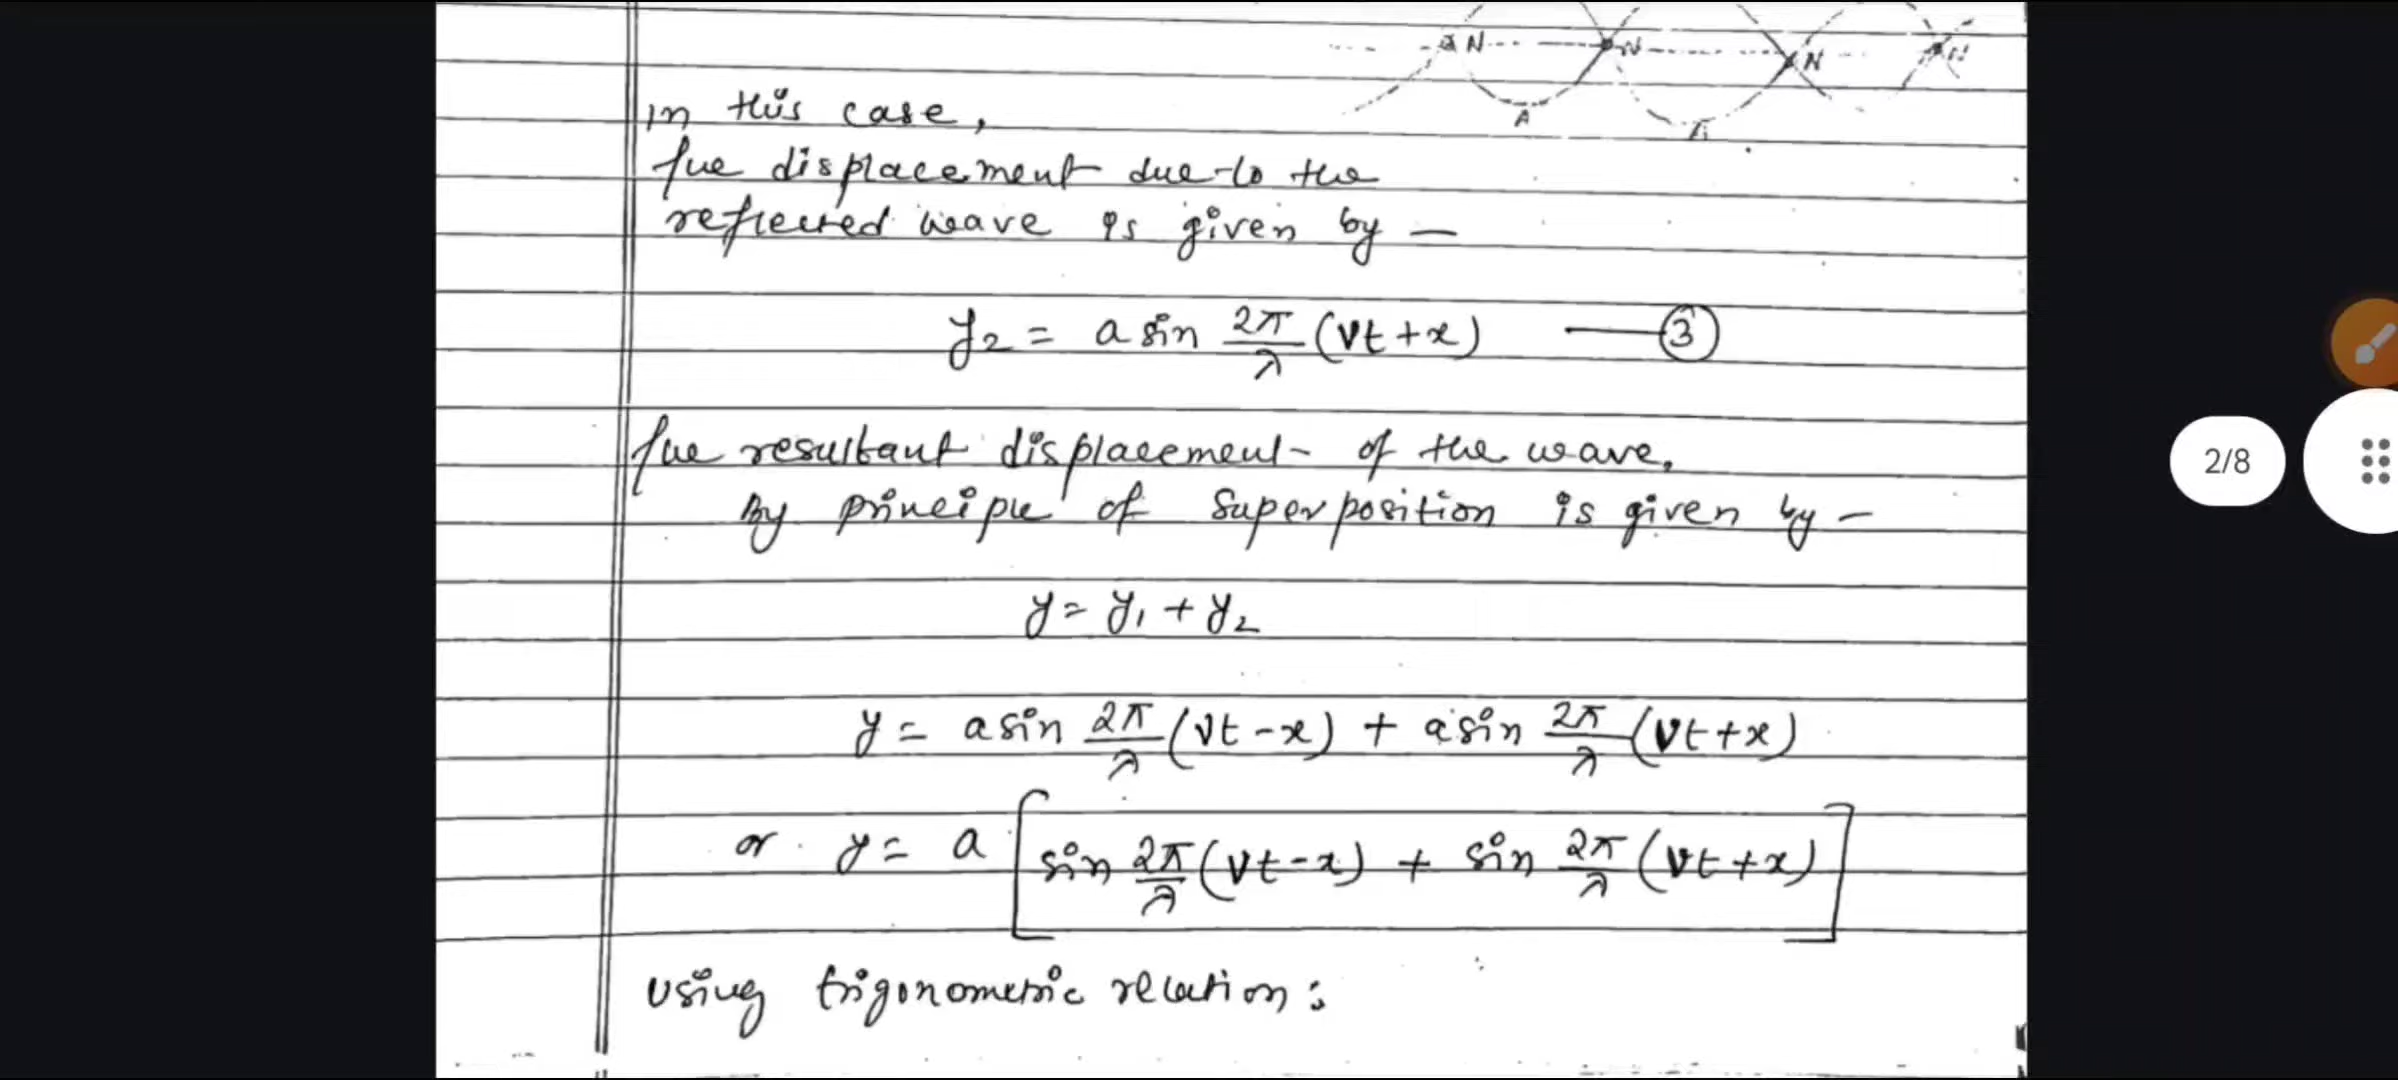 N N N N
A A
in this case,
The displacement due to the
reflected wave is given by —
y₂ = a sin 2π/λ (vt + x) —— ③
The resultant displacement of the wave,
By principle of superposition is given by —
2/8
y = y₁ + y₂
y = a sin 2π/λ (vt - x) + a sin 2π/λ (vt + x)
or y = a [sin 2π/λ (vt - x) + sin 2π/λ (vt + x)]
using trigonometric relation: